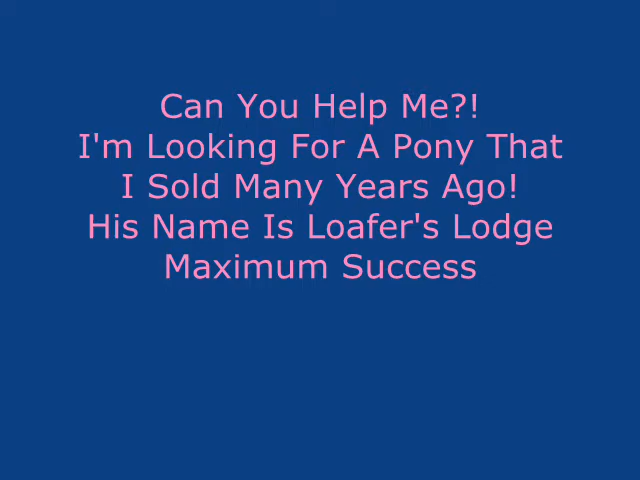 Can You Help Me?!
I'm Looking For A Pony That
I Sold Many Years Ago!
His Name Is Loafer's Lodge
Maximum Success